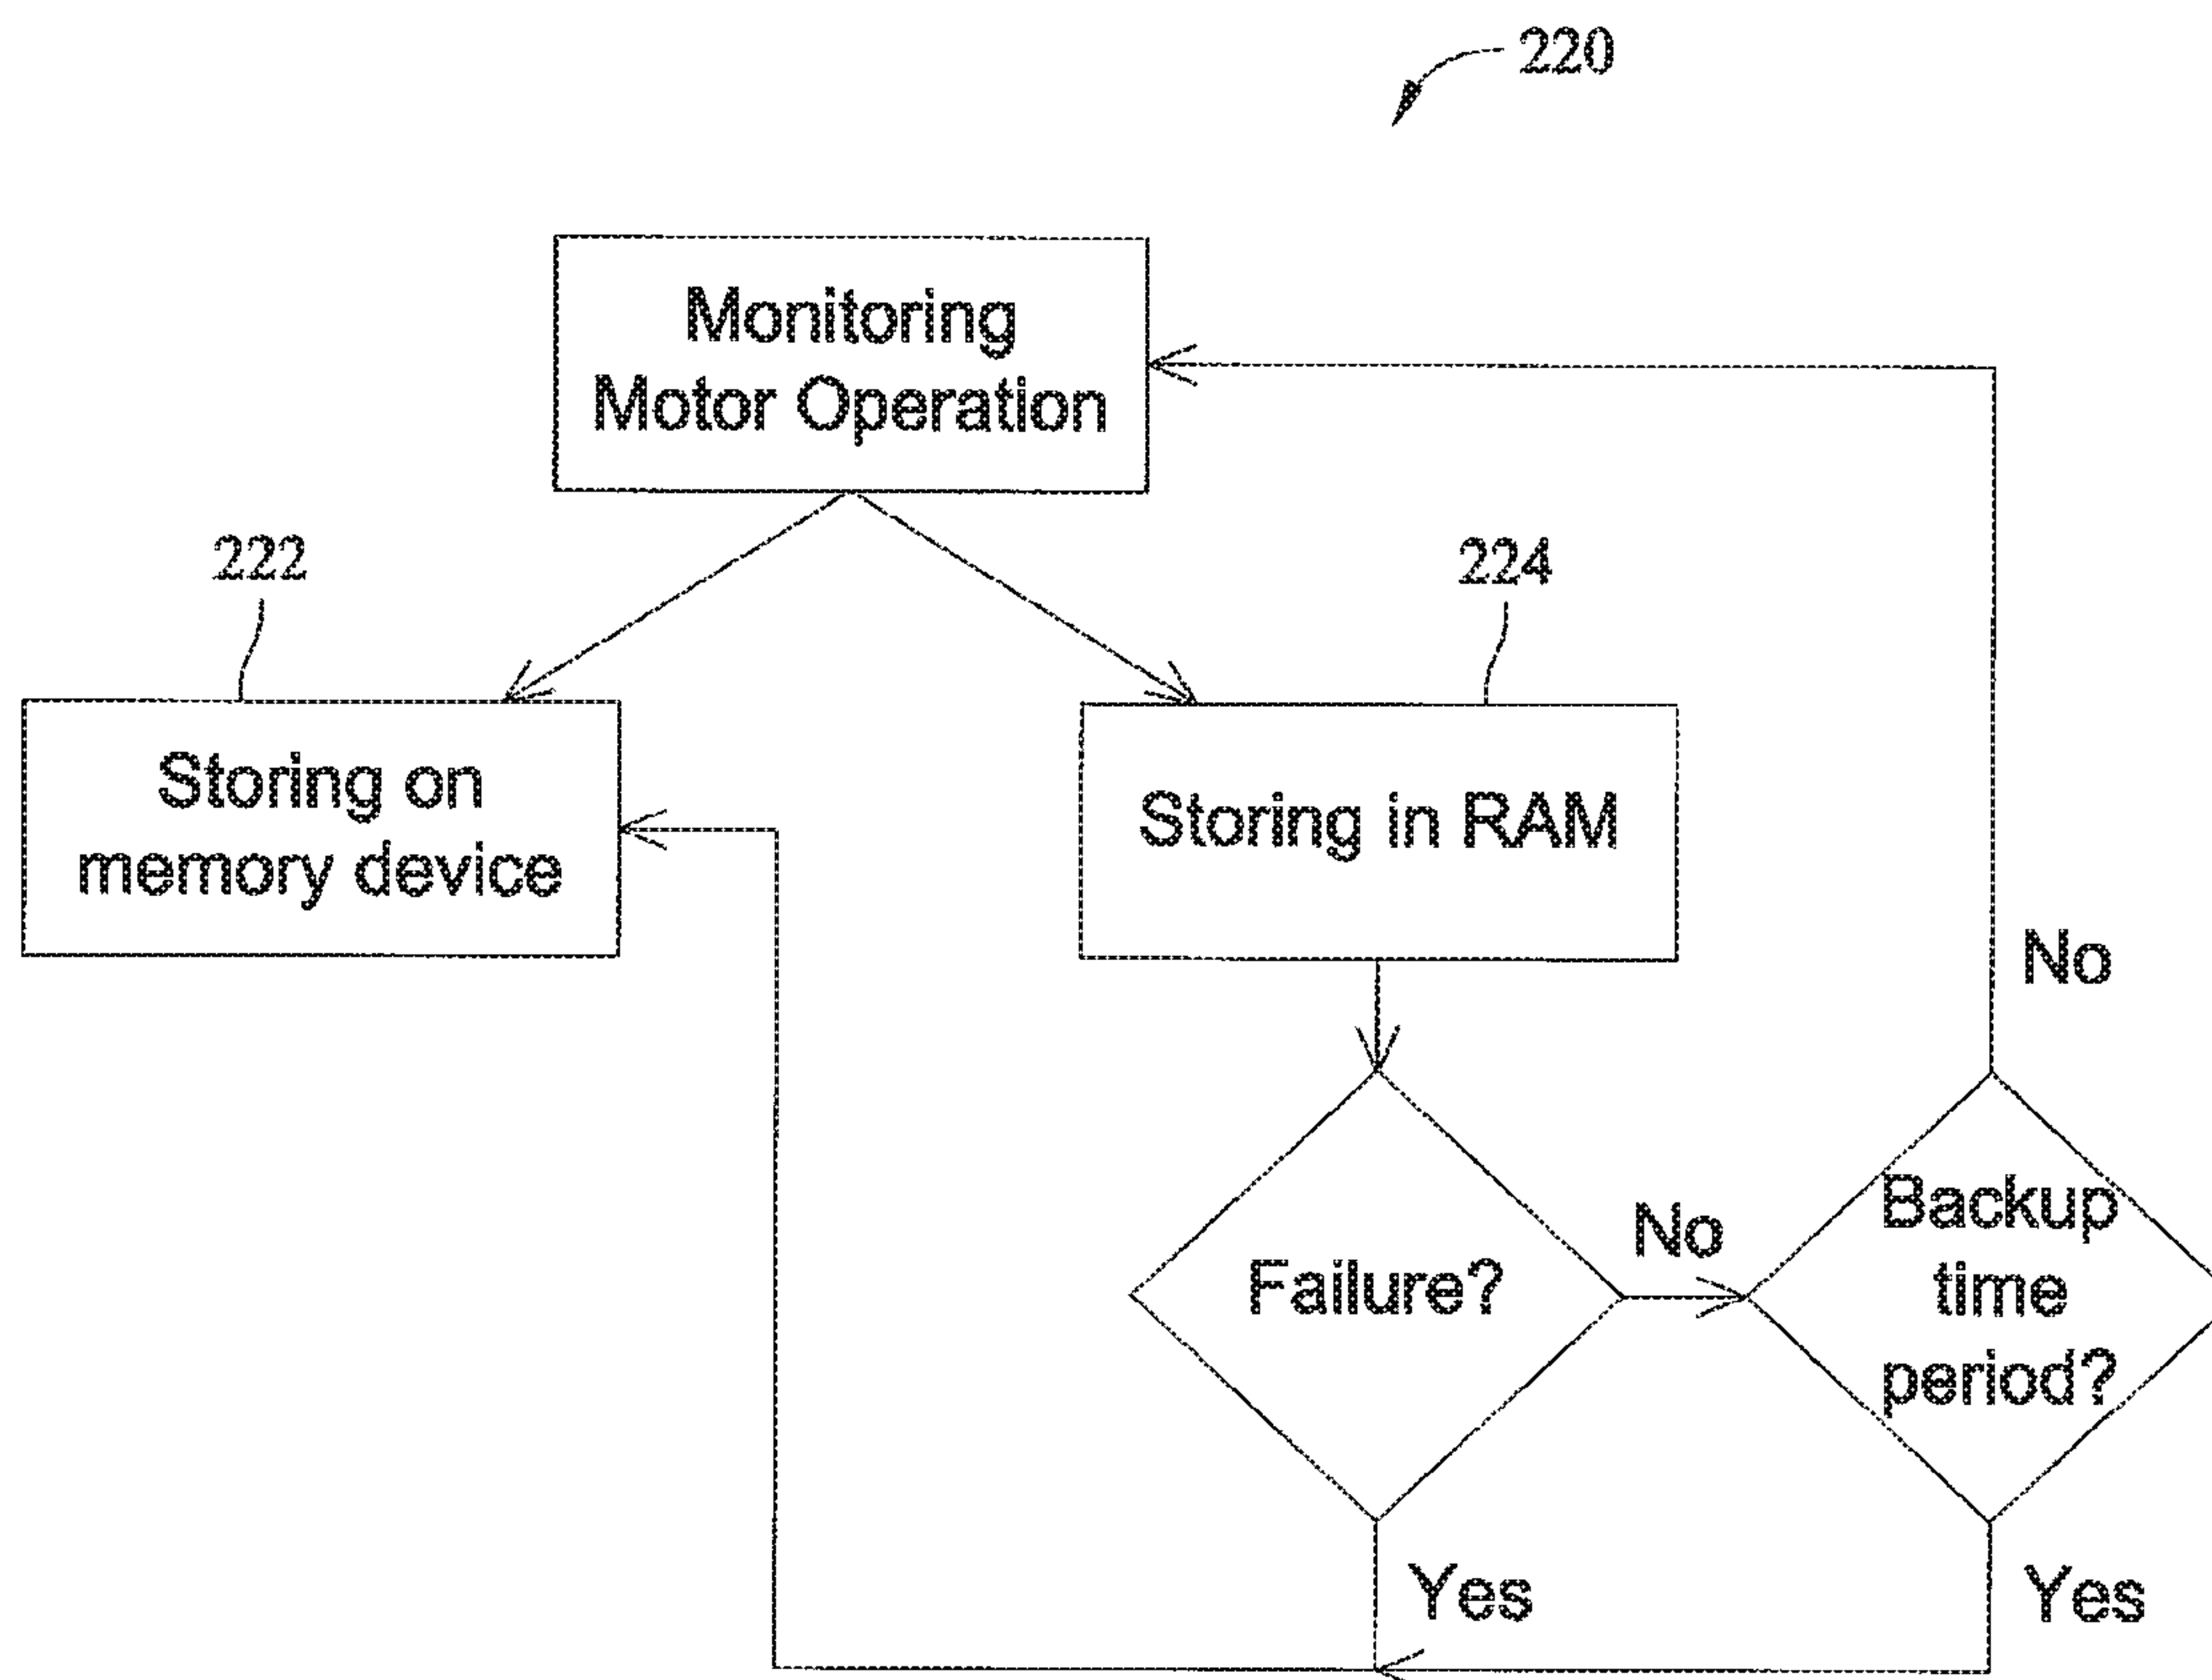 220
Monitoring
Motor Operation
222
224
Storing on
memory device
Storing in RAM
No
Failure?
No
Backup
time
period?
Yes
Yes